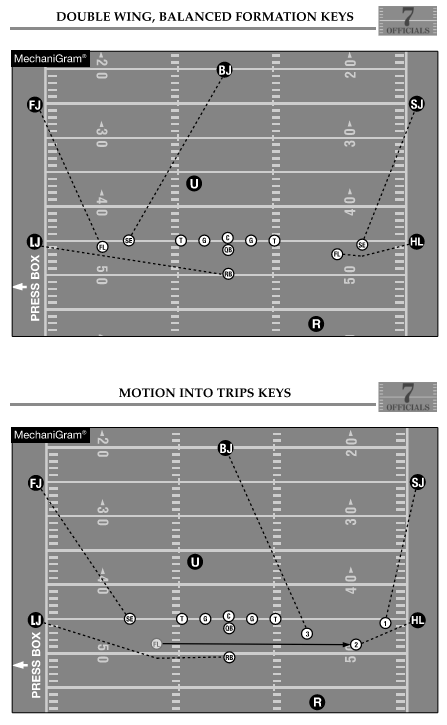 DOUBLE WING, BALANCED FORMATION KEYS
7
OFFICIALS
MechaniGram®
20
BJ
20
FJ
SJ
30
30
U
40
40
LJ
FL
SE
T
G
C
G
T
QB
FL
SE
HL
50
RB
50
PRESS BOX
R
MOTION INTO TRIPS KEYS
7
OFFICIALS
MechaniGram®
20
BJ
20
FJ
SJ
30
30
U
40
40
LJ
SE
T
G
C
G
T
QB
3
1
HL
FL
2
50
RB
50
PRESS BOX
R